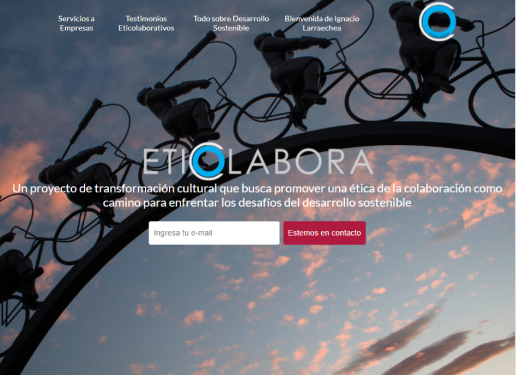 Servicios a
Empresas
Testimonios
Eticolaborativos
Todo sobre Desarrollo
Sostenible
Bienvenida de Ignacio
Larraechea
ETICOLABORA
Un proyecto de transformación cultural que busca promover una ética de la colaboración como
camino para enfrentar los desafíos del desarrollo sostenible
Ingresa tu e-mail
Estemos en contacto